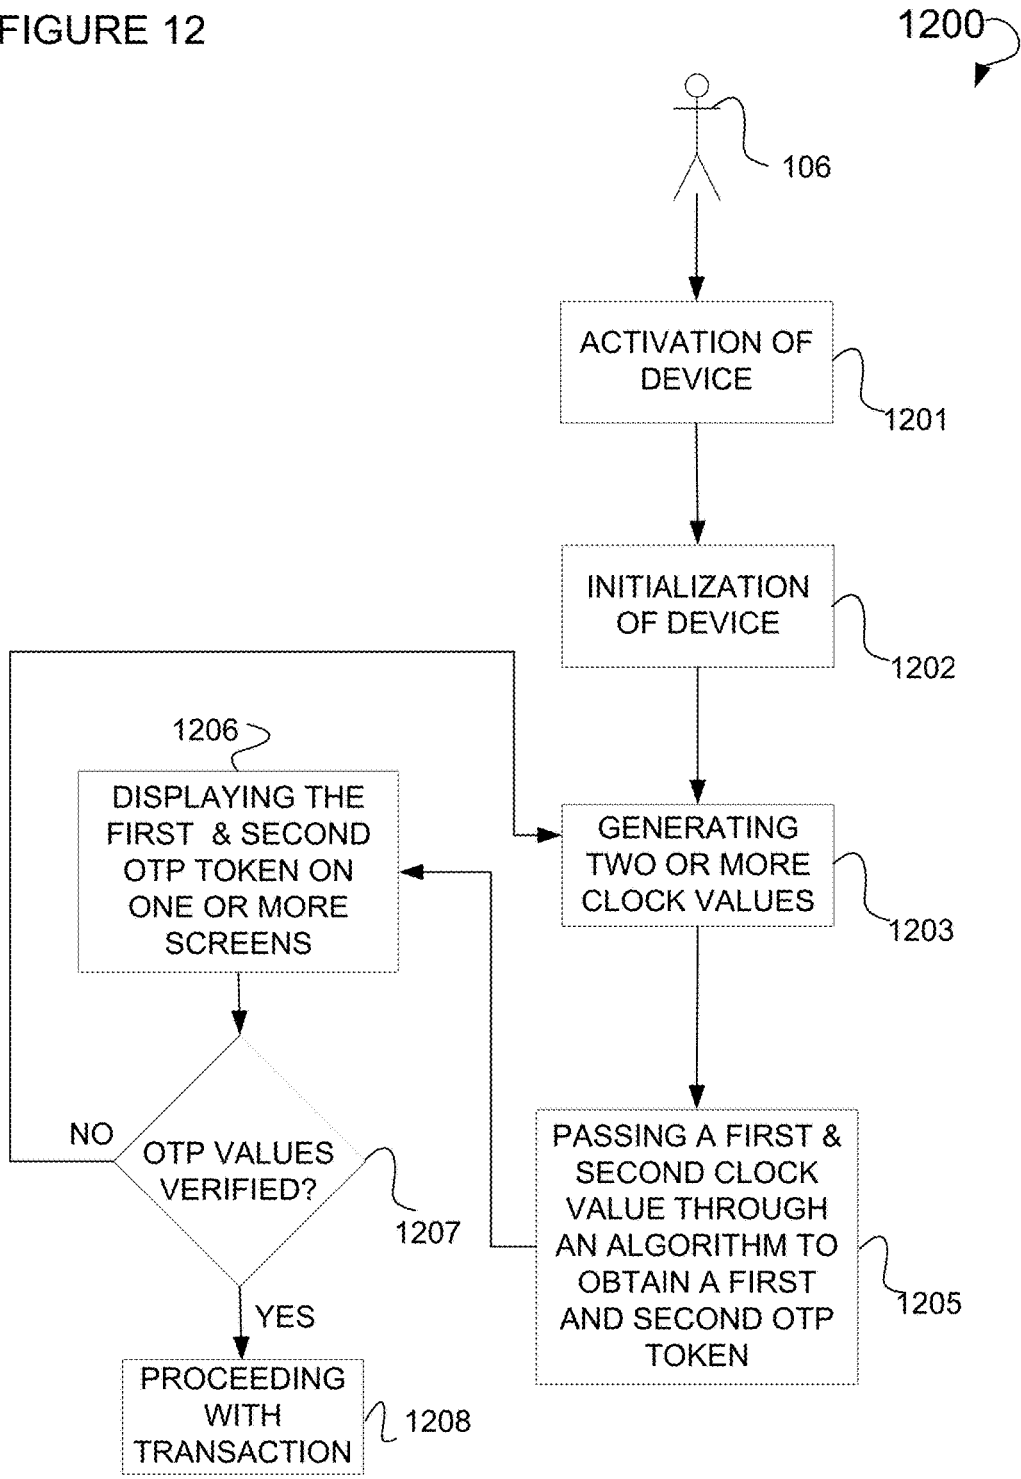 FIGURE 12
1200
106
ACTIVATION OF
DEVICE
1201
INITIALIZATION
OF DEVICE
1202
1206
DISPLAYING THE
FIRST & SECOND
OTP TOKEN ON
ONE OR MORE
SCREENS
GENERATING
TWO OR MORE
CLOCK VALUES
1203
NO
OTP VALUES
VERIFIED?
1207
PASSING A FIRST &
SECOND CLOCK
VALUE THROUGH
AN ALGORITHM TO
OBTAIN A FIRST
AND SECOND OTP
TOKEN
1205
YES
PROCEEDING
WITH
TRANSACTION
1208